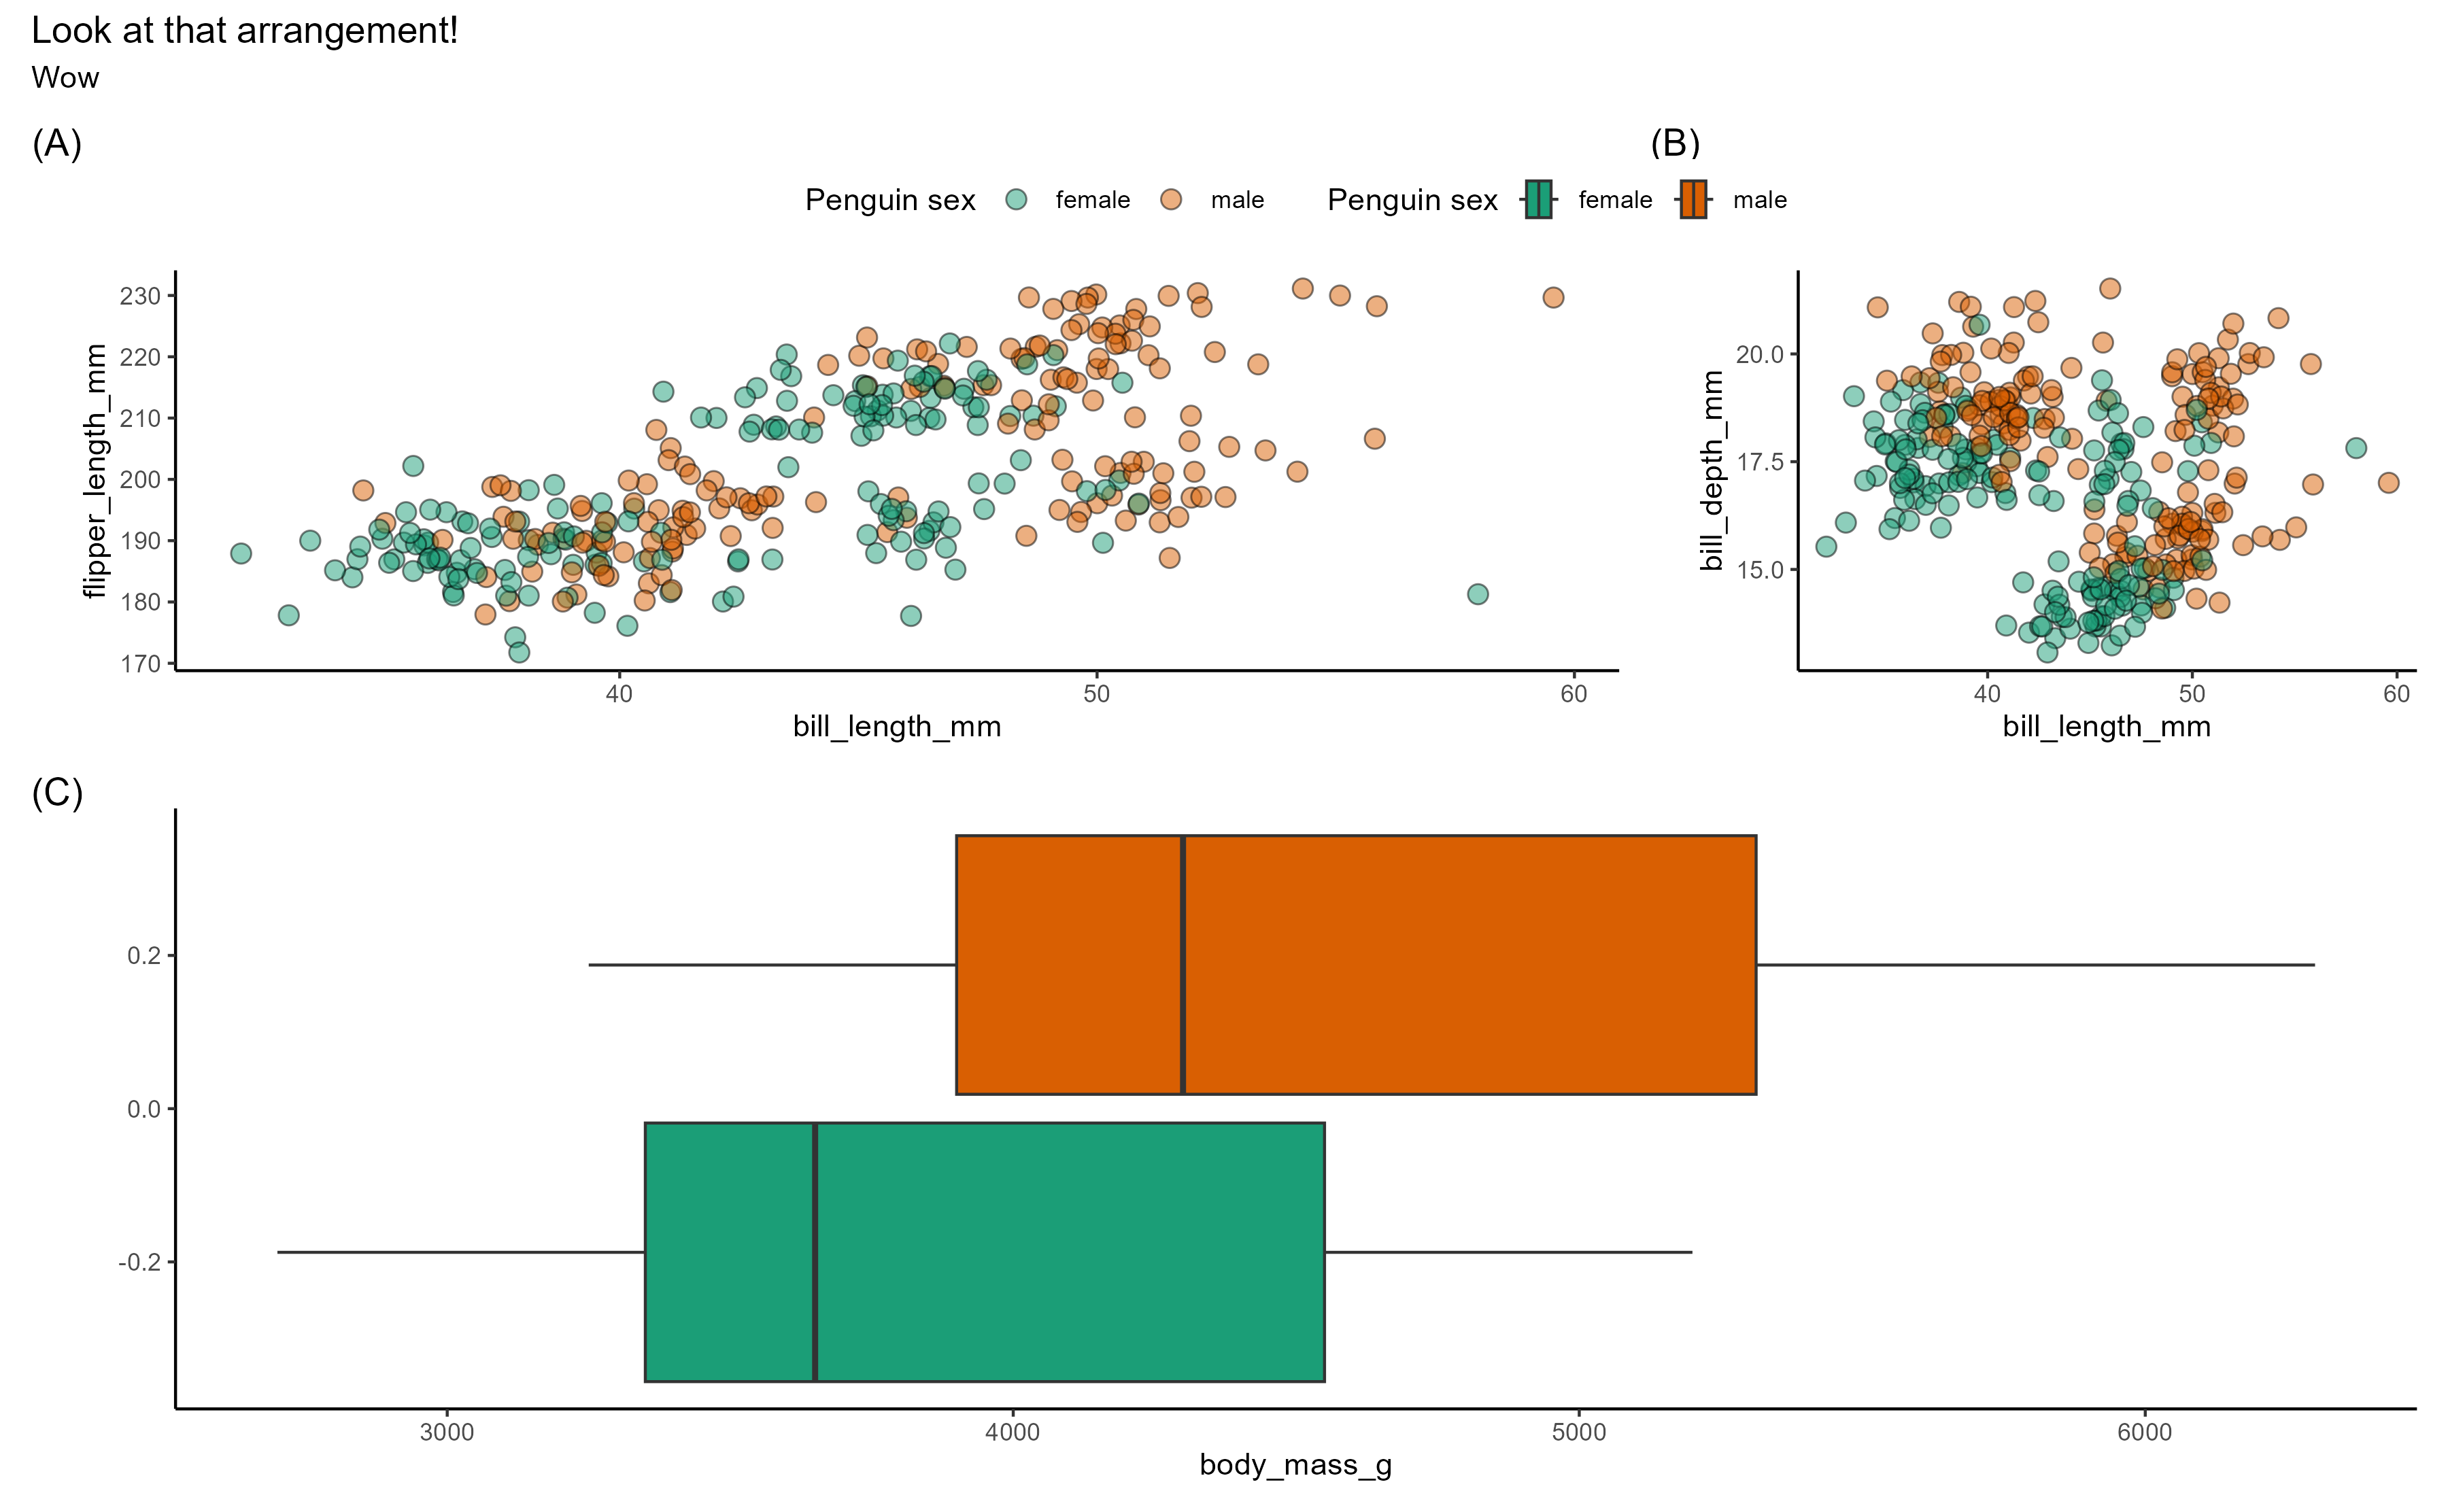 Look at that arrangement!
Wow
(A)
(B)
Penguin sex female male Penguin sex female male
flipper_length_mm
230
220
210
200
190
180
170
40 50 60
bill_length_mm
bill_depth_mm
20.0
17.5
15.0
40 50 60
bill_length_mm
(C)
0.2
0.0
-0.2
3000 4000 5000 6000
body_mass_g